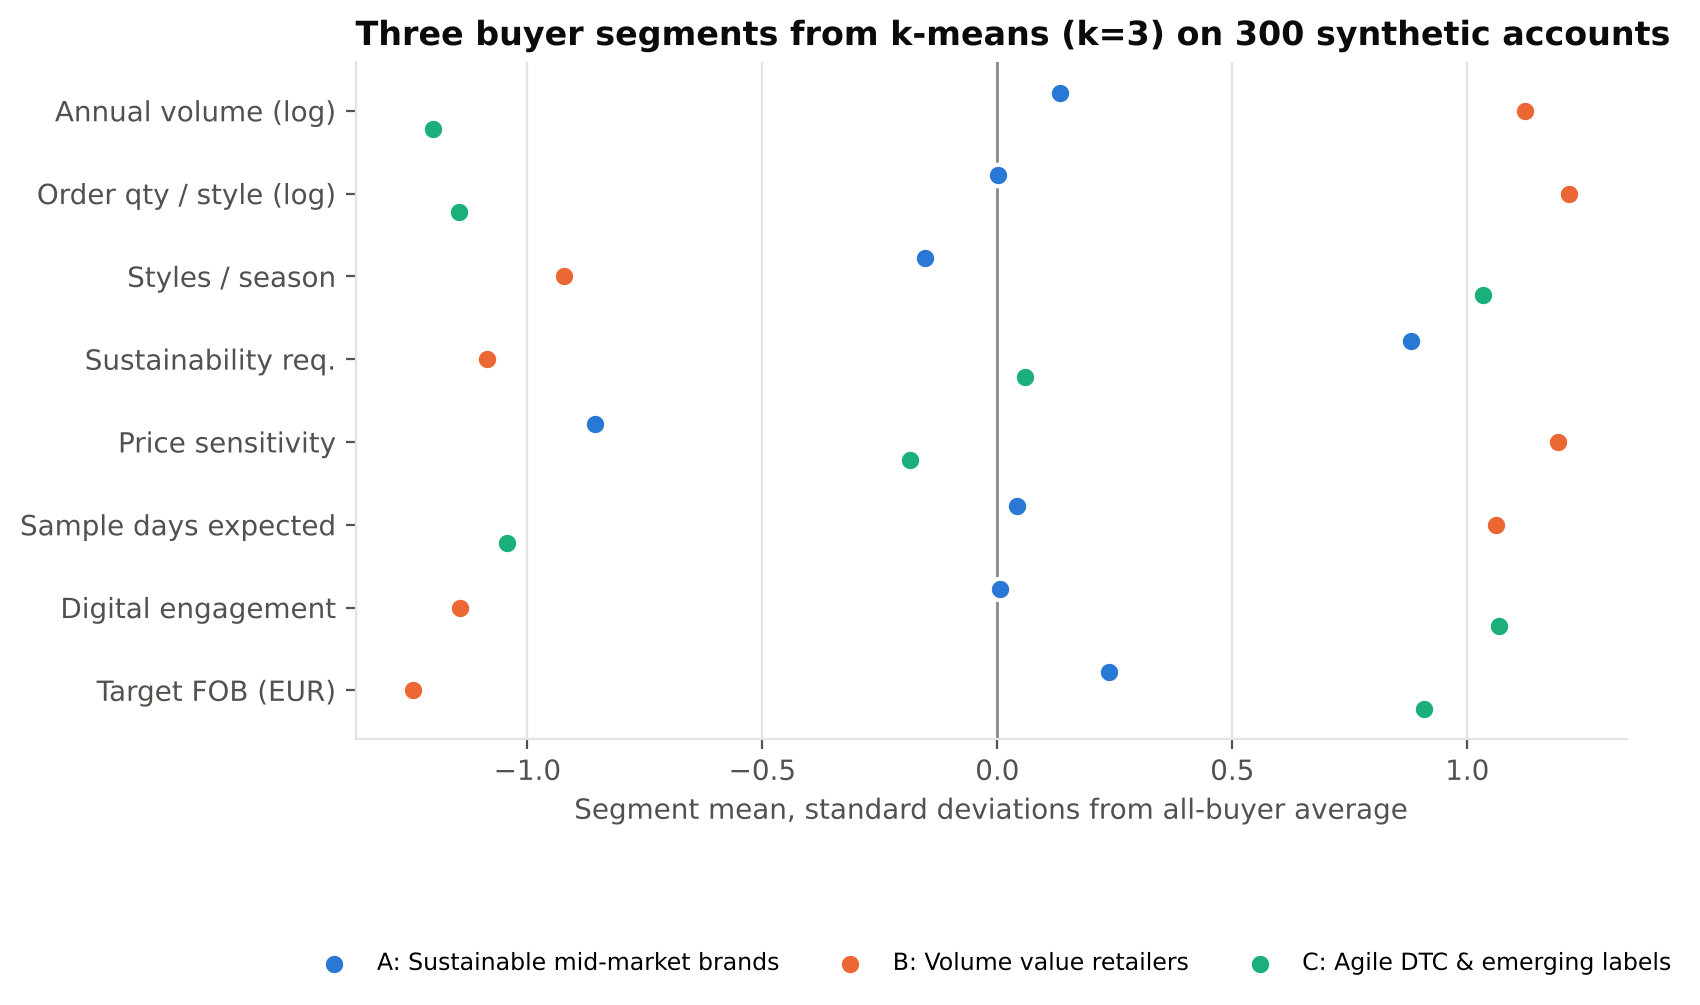 Three buyer segments from k-means (k=3) on 300 synthetic accounts
Annual volume (log)
Order qty / style (log)
Styles / season
Sustainability req.
Price sensitivity
Sample days expected
Digital engagement
Target FOB (EUR)
−1.0 −0.5 0.0 0.5 1.0
Segment mean, standard deviations from all-buyer average
A: Sustainable mid-market brands B: Volume value retailers C: Agile DTC & emerging labels